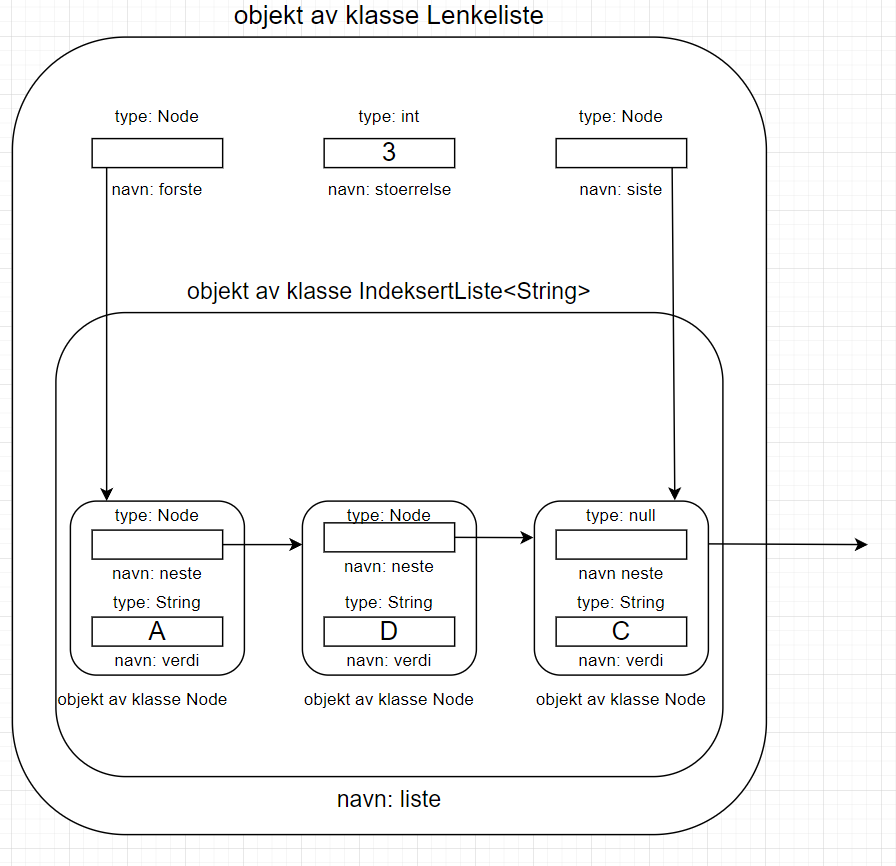 objekt av klasse Lenkeliste
type: Node
type: int
type: Node
3
navn: forste
navn: stoerrelse
navn: siste
objekt av klasse IndeksertListe<String>
type: Node
type: Node
type: null
navn: neste
navn: neste
navn neste
type: String
type: String
type: String
A
D
C
navn: verdi
navn: verdi
navn: verdi
objekt av klasse Node
objekt av klasse Node
objekt av klasse Node
navn: liste